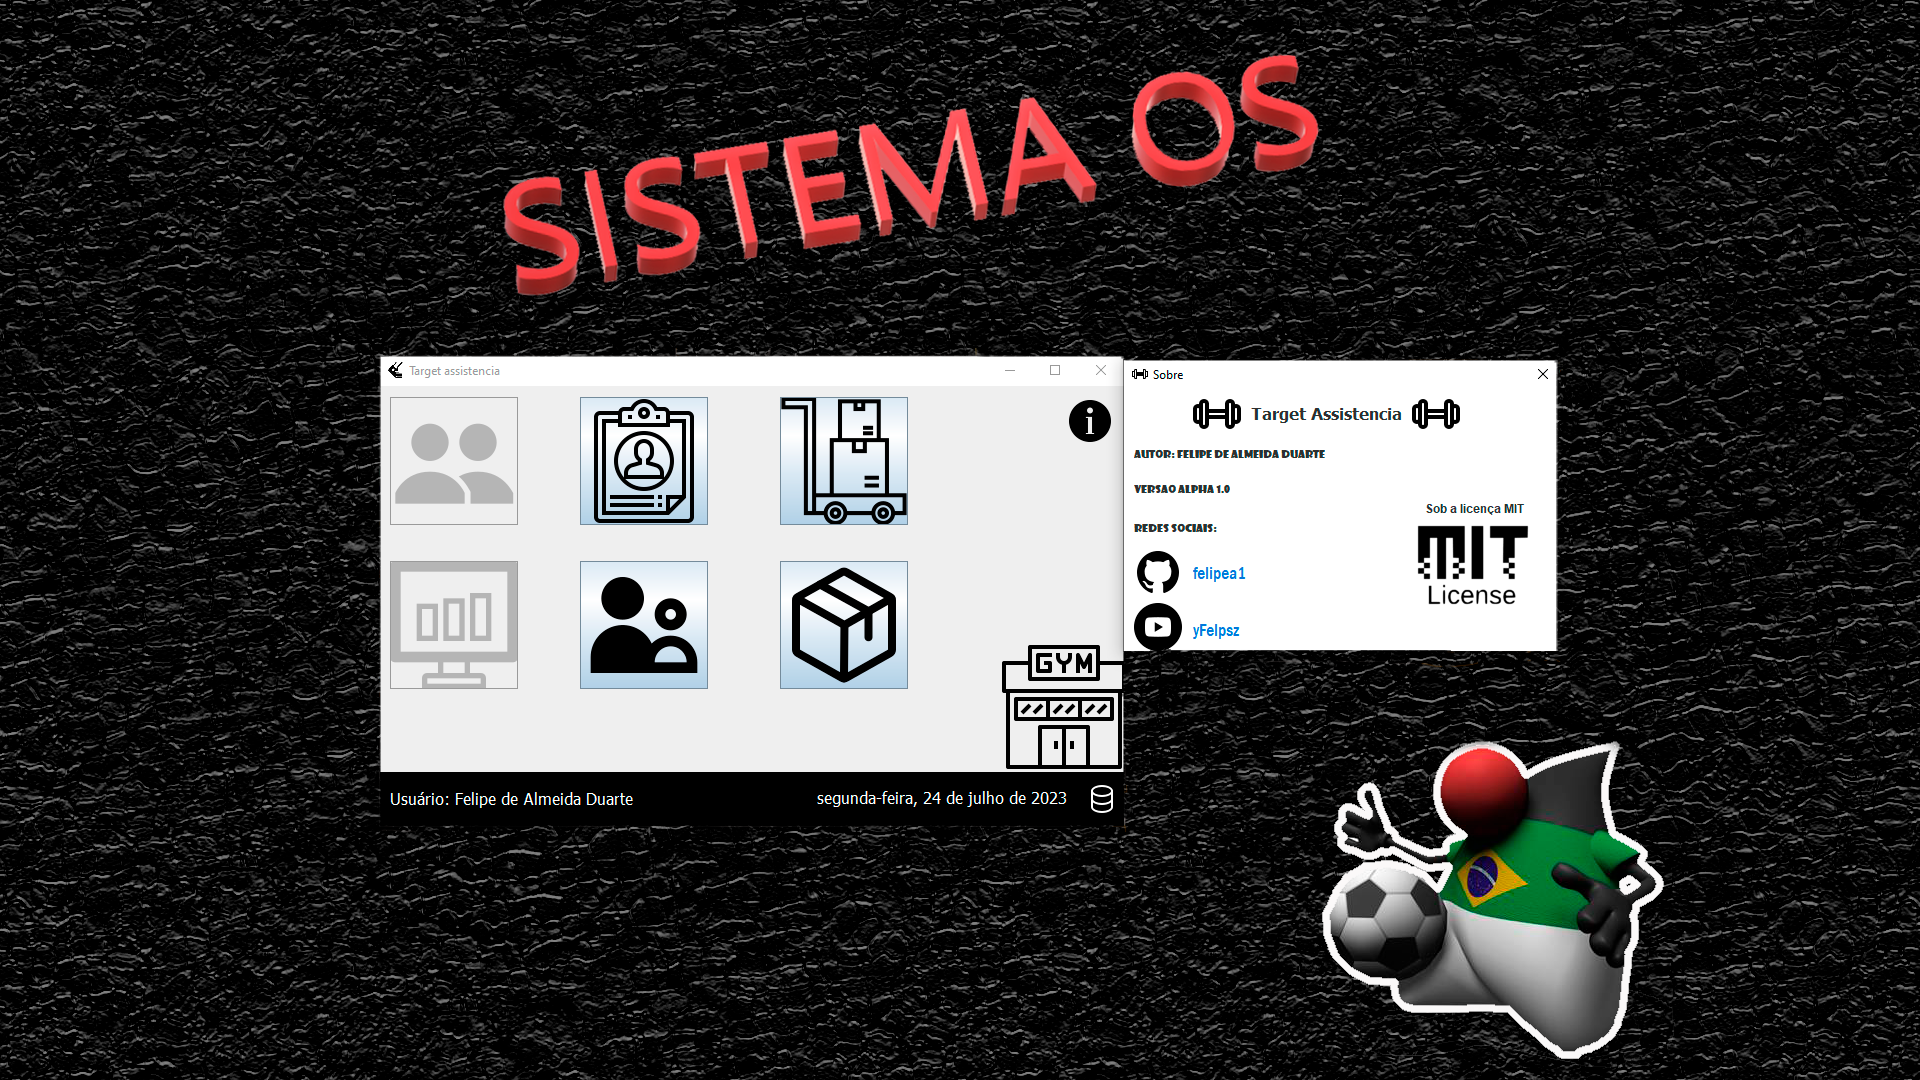 SISTEMA OS
Target assistencia
Usuário: Felipe de Almeida Duarte
segunda-feira, 24 de julho de 2023
GYM
i
Sobre
Target Assistencia
AUTOR: FELIPE DE ALMEIDA DUARTE
VERSAO ALPHA 1.0
REDES SOCIAIS:
felipea1
yFelpsz
Sob a licença MIT
MIT
License